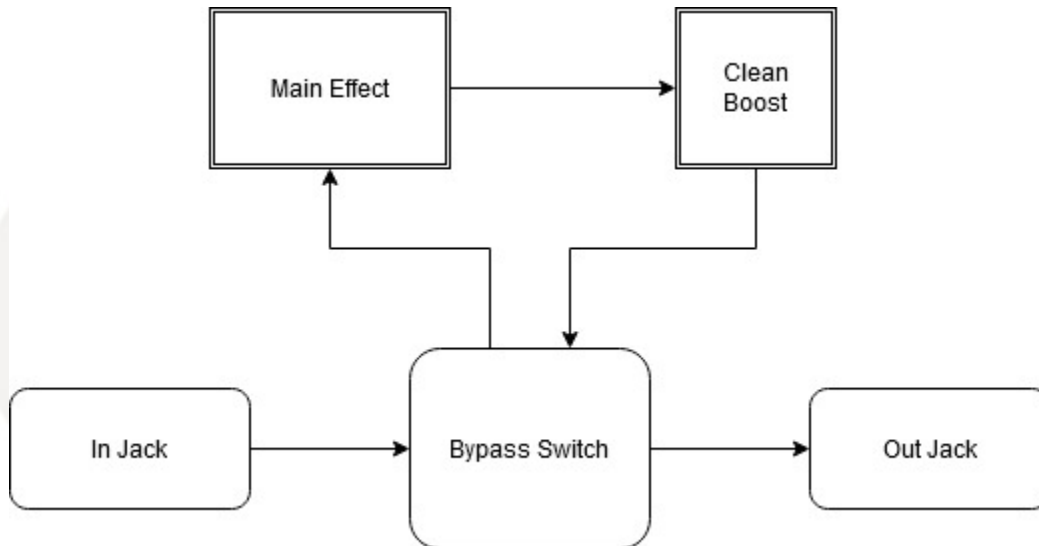 Main Effect
Clean
Boost
In Jack
Bypass Switch
Out Jack